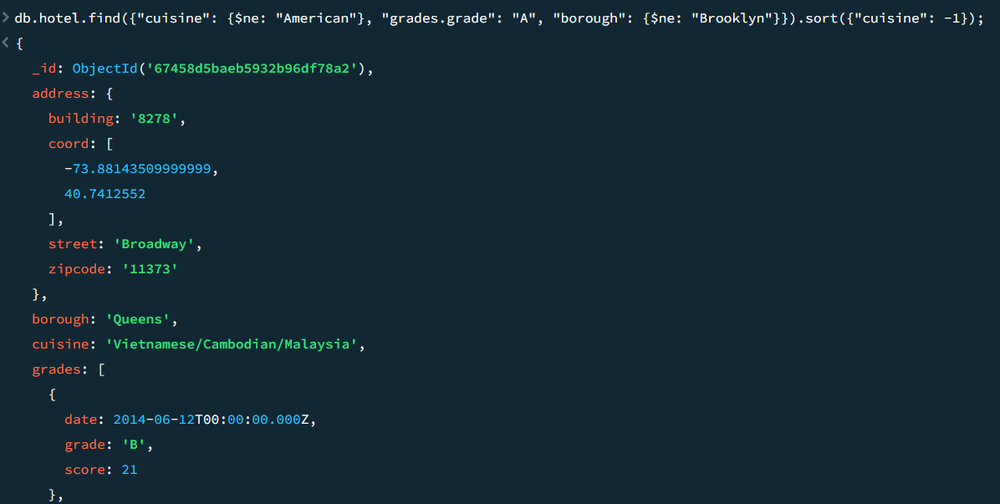 > db.hotel.find({"cuisine": {$ne: "American"}, "grades.grade": "A", "borough": {$ne: "Brooklyn"}}).sort({"cuisine": -1});
< {
_id: ObjectId('67458d5baeb5932b96df78a2'),
address: {
building: '8278',
coord: [
-73.88143509999999,
40.7412552
],
street: 'Broadway',
zipcode: '11373'
},
borough: 'Queens',
cuisine: 'Vietnamese/Cambodian/Malaysia',
grades: [
{
date: 2014-06-12T00:00:00.000Z,
grade: 'B',
score: 21
},